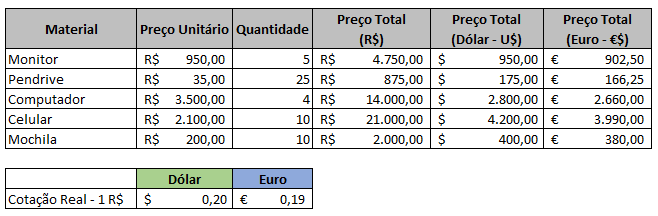 Material Preço Unitário Quantidade Preço Total (R$) Preço Total (Dólar - U$) Preço Total (Euro - €$)
Monitor R$ 950,00 5 R$ 4.750,00 $ 950,00 € 902,50
Pendrive R$ 35,00 25 R$ 875,00 $ 175,00 € 166,25
Computador R$ 3.500,00 4 R$ 14.000,00 $ 2.800,00 € 2.660,00
Celular R$ 2.100,00 10 R$ 21.000,00 $ 4.200,00 € 3.990,00
Mochila R$ 200,00 10 R$ 2.000,00 $ 400,00 € 380,00
Dólar Euro
Cotação Real - 1 R$ $ 0,20 € 0,19